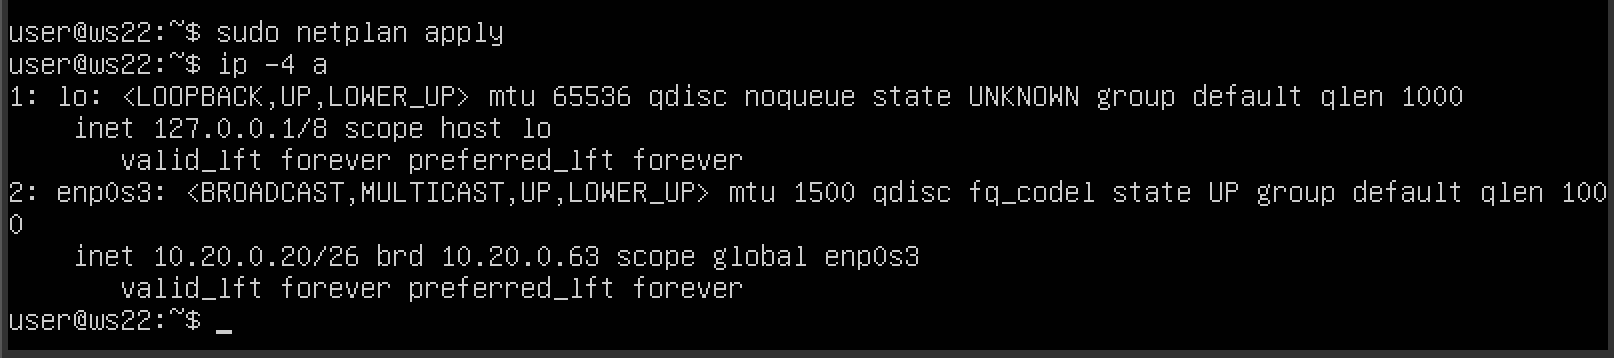 user@ws22:~$ sudo netplan apply
user@ws22:~$ ip -4 a
1: lo: <LOOPBACK,UP,LOWER_UP> mtu 65536 qdisc noqueue state UNKNOWN group default qlen 1000
    inet 127.0.0.1/8 scope host lo
       valid_lft forever preferred_lft forever
2: enp0s3: <BROADCAST,MULTICAST,UP,LOWER_UP> mtu 1500 qdisc fq_codel state UP group default qlen 100
0
    inet 10.20.0.20/26 brd 10.20.0.63 scope global enp0s3
       valid_lft forever preferred_lft forever
user@ws22:~$ _